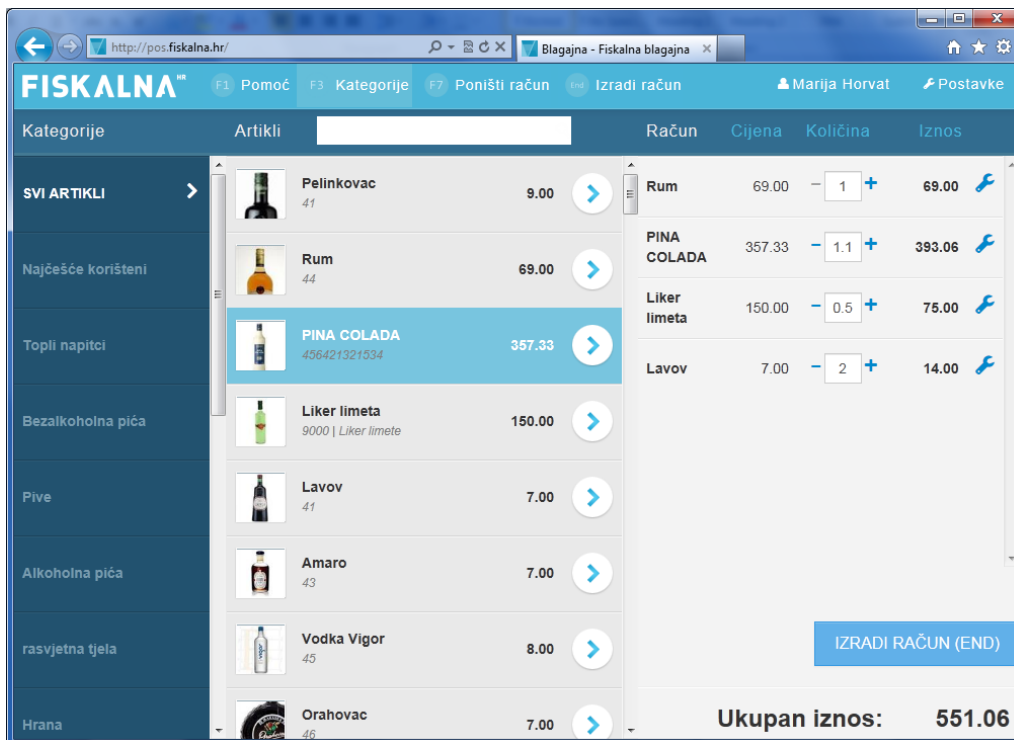 http://pos.fiskalna.hr/
Blagajna - Fiskalna blagajna
FISKALNA HR
F1 Pomoć F3 Kategorije F7 Poništi račun End Izradi račun Marija Horvat Postavke
Kategorije Artikli Račun Cijena Količina Iznos
SVI ARTIKLI
Najčešće korišteni
Topli napitci
Bezalkoholna pića
Pive
Alkoholna pića
rasvjetna tjela
Hrana
Pelinkovac 9.00
41
Rum 69.00
44
PINA COLADA 357.33
456421321534
Liker limeta 150.00
9000 | Liker limete
Lavov 7.00
41
Amaro 7.00
43
Vodka Vigor 8.00
45
Orahovac 7.00
46
Rum 69.00 − 1 + 69.00
PINA
COLADA 357.33 − 1.1 + 393.06
Liker
limeta 150.00 − 0.5 + 75.00
Lavov 7.00 − 2 + 14.00
IZRADI RAČUN (END)
Ukupan iznos: 551.06